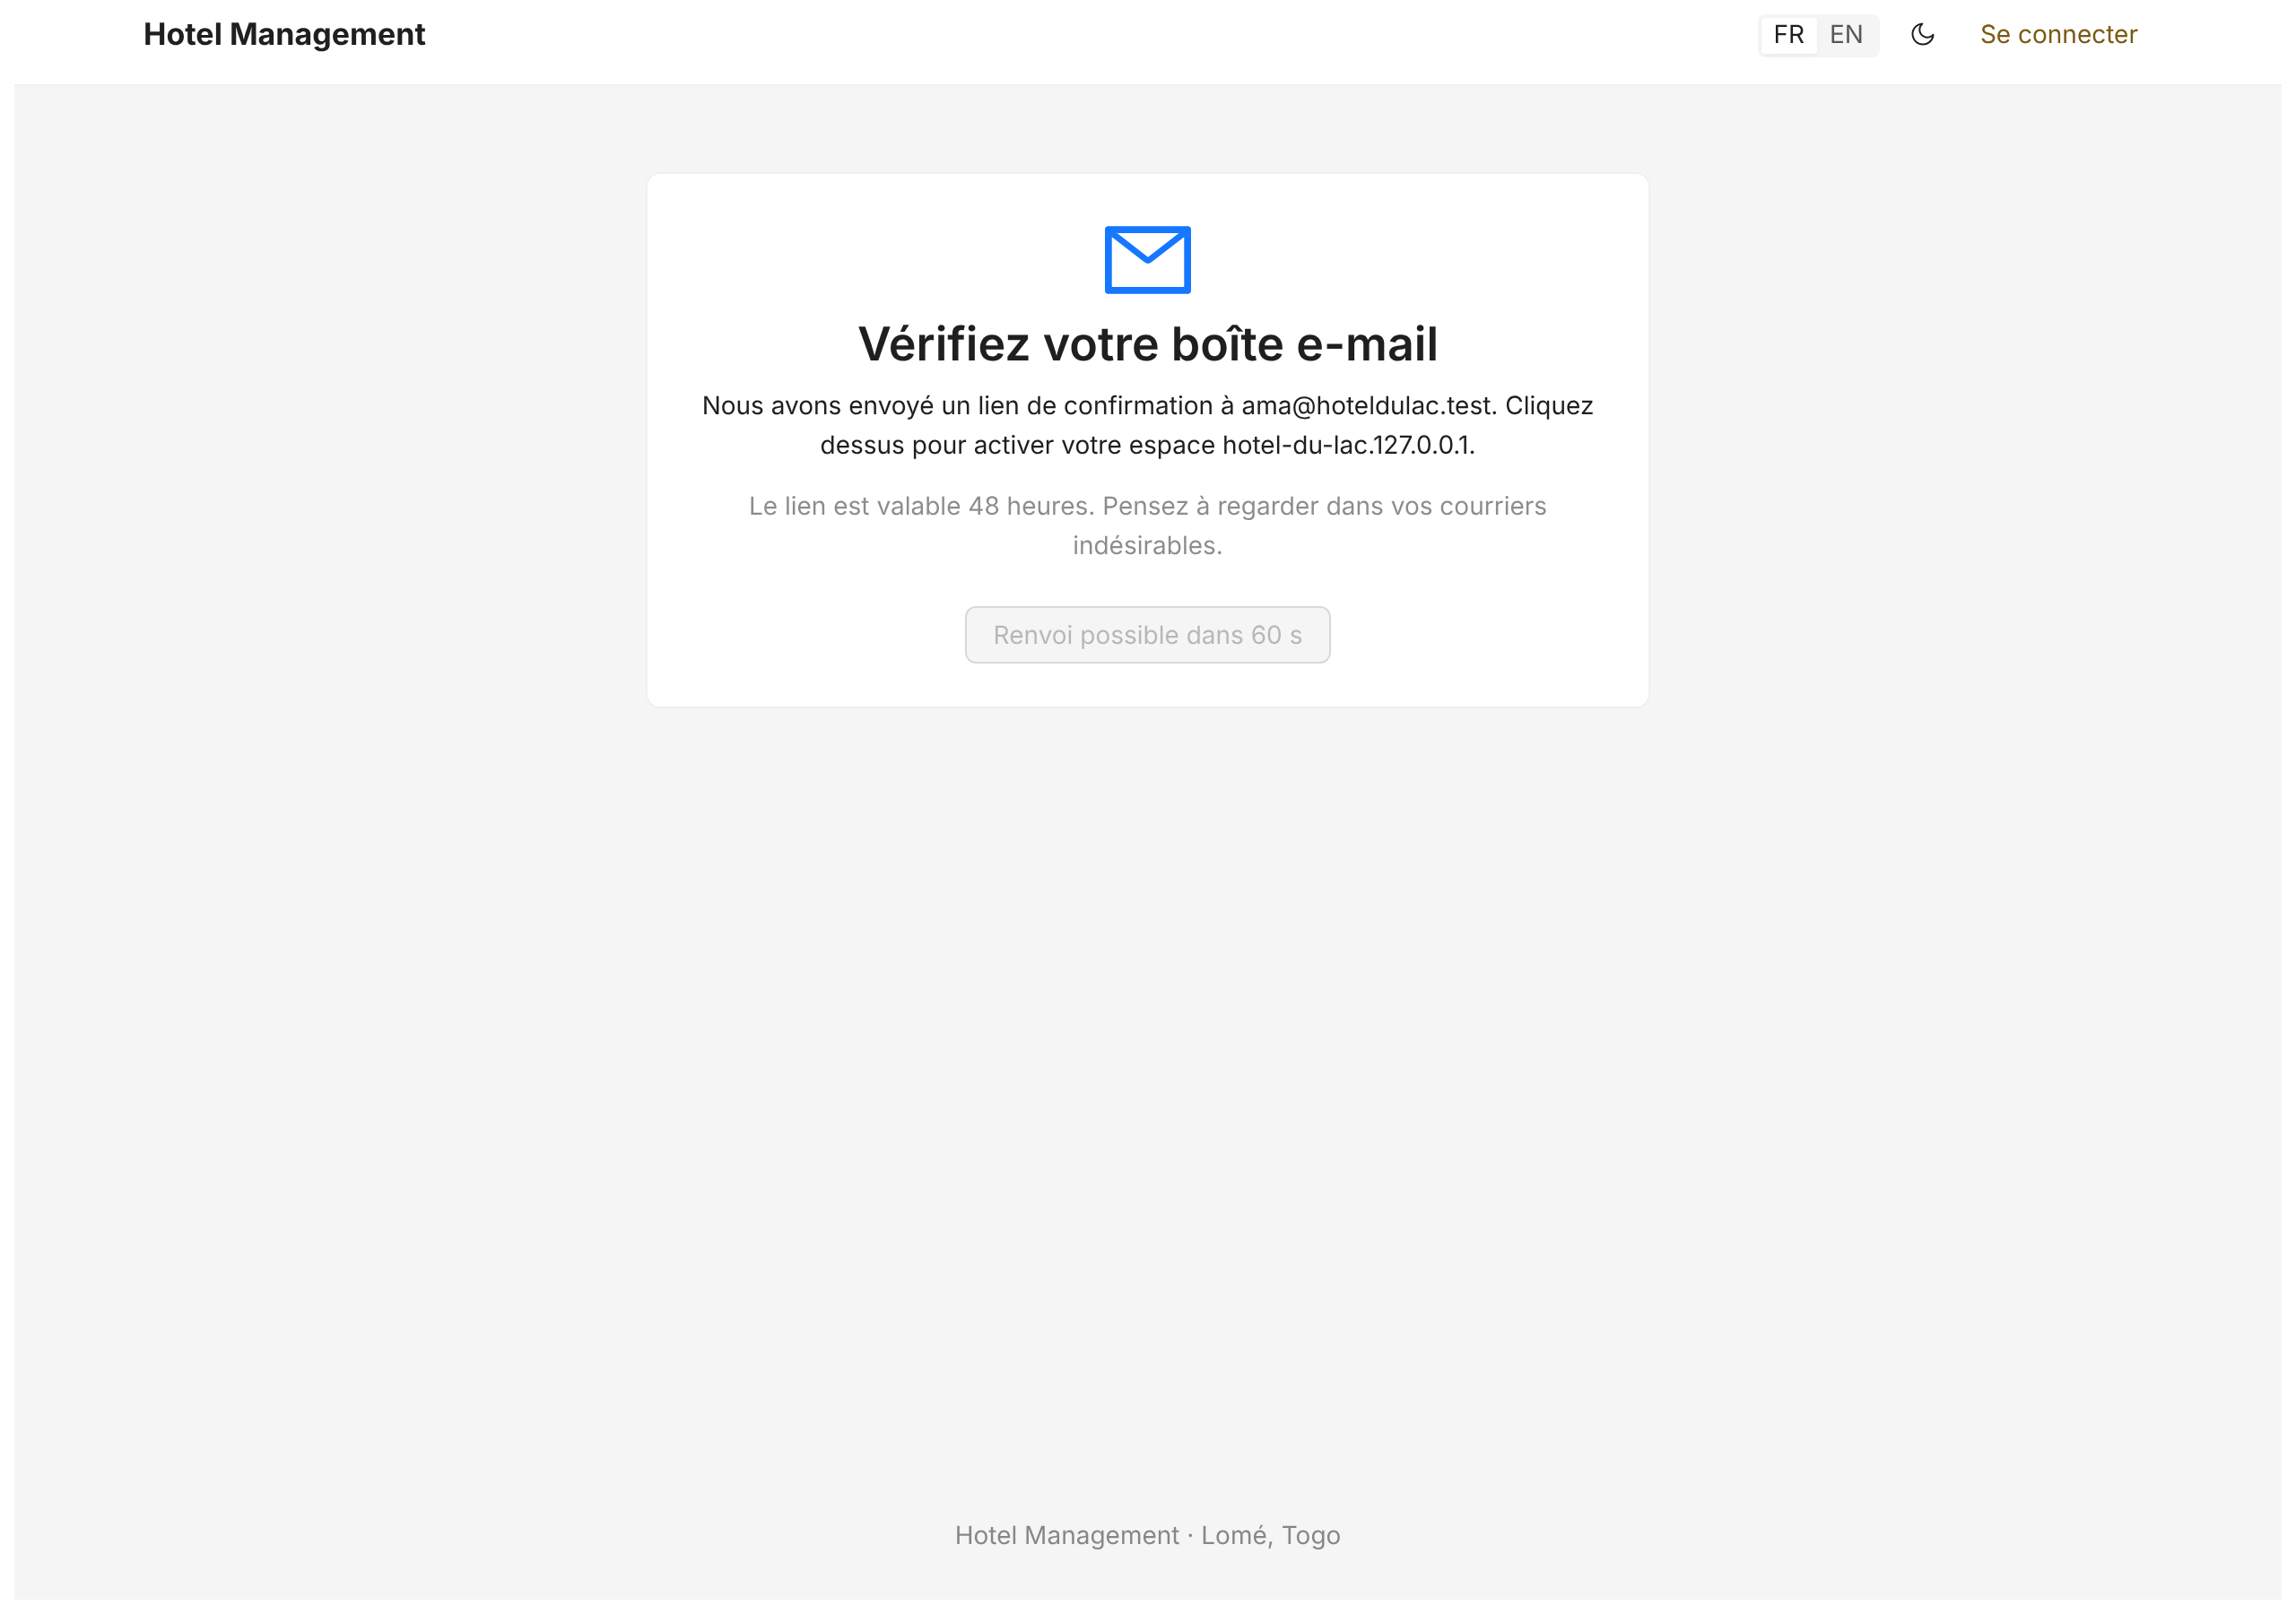 Hotel Management
FR EN
Se connecter
Vérifiez votre boîte e-mail
Nous avons envoyé un lien de confirmation à ama@hoteldulac.test. Cliquez
dessus pour activer votre espace hotel-du-lac.127.0.0.1.
Le lien est valable 48 heures. Pensez à regarder dans vos courriers
indésirables.
Renvoi possible dans 60 s
Hotel Management · Lomé, Togo